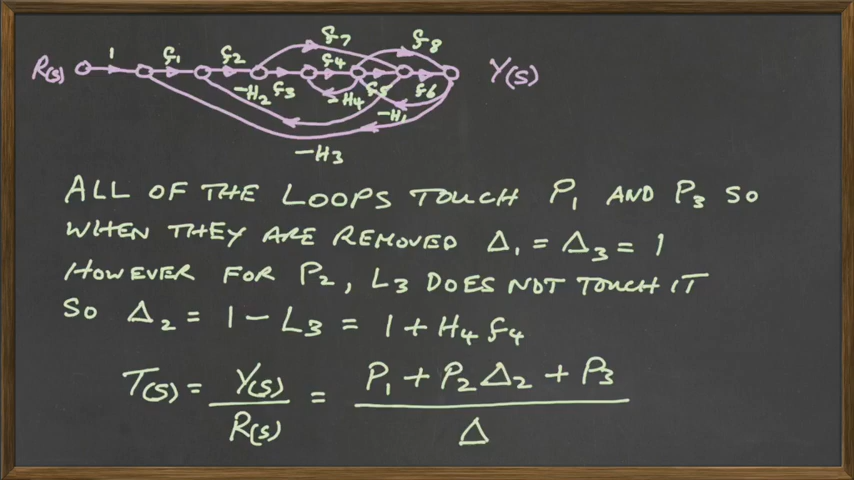 g7 g8
R(s) 1 g1 g2 g4 Y(s)
-H2 g3 -H4 g5 g6
-H1
-H3
ALL OF THE LOOPS TOUCH P1 AND P3 SO
WHEN THEY ARE REMOVED Δ1 = Δ3 = 1
HOWEVER FOR P2, L3 DOES NOT TOUCH IT
SO Δ2 = 1 - L3 = 1 + H4 g4
T(s) = Y(s) / R(s) = P1 + P2 Δ2 + P3 / Δ